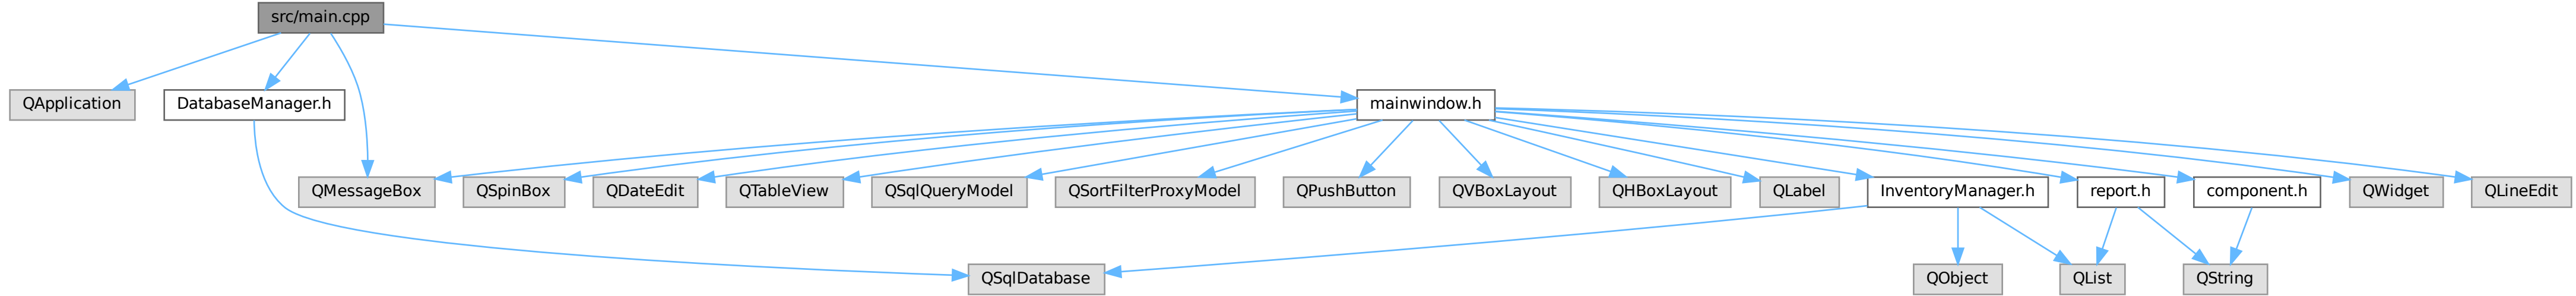 src/main.cpp
QApplication
DatabaseManager.h
mainwindow.h
QMessageBox
QSpinBox
QDateEdit
QTableView
QSqlQueryModel
QSortFilterProxyModel
QPushButton
QVBoxLayout
QHBoxLayout
QLabel
InventoryManager.h
report.h
component.h
QWidget
QLineEdit
QSqlDatabase
QObject
QList
QString